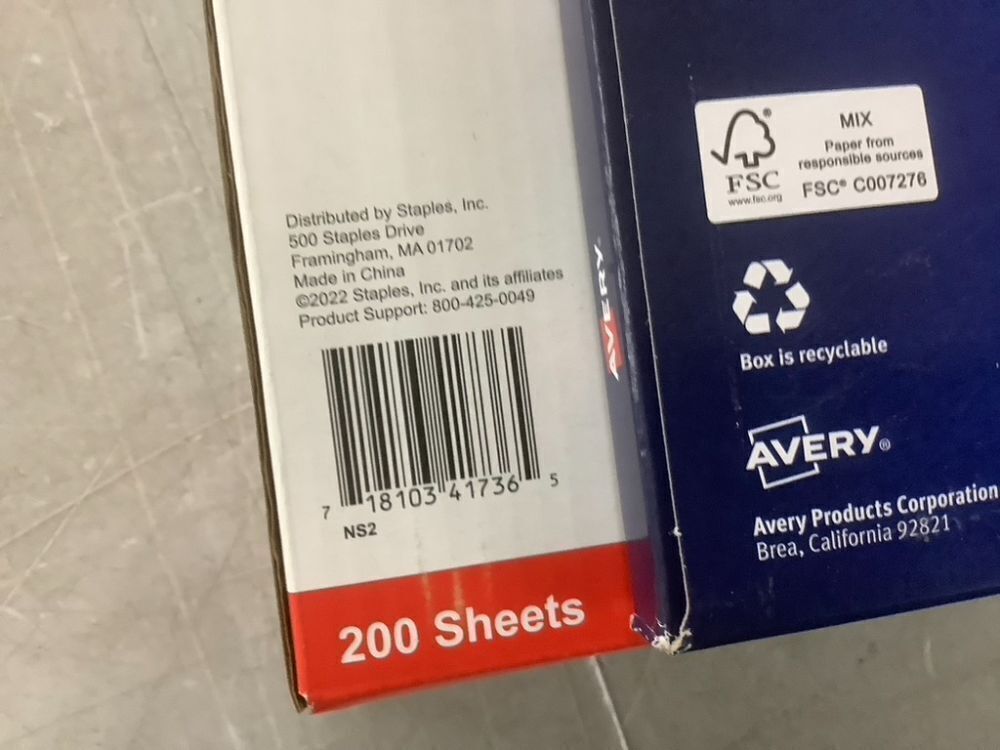 Distributed by Staples, Inc.
500 Staples Drive
Framingham, MA 01702
Made in China
©2022 Staples, Inc. and its affiliates
Product Support: 800-425-0049
7 18103 41736 5
NS2
200 Sheets
AVERY
FSC®
www.fsc.org
MIX
Paper from
responsible sources
FSC® C007276
Box is recyclable
AVERY®
Avery Products Corporation
Brea, California 92821